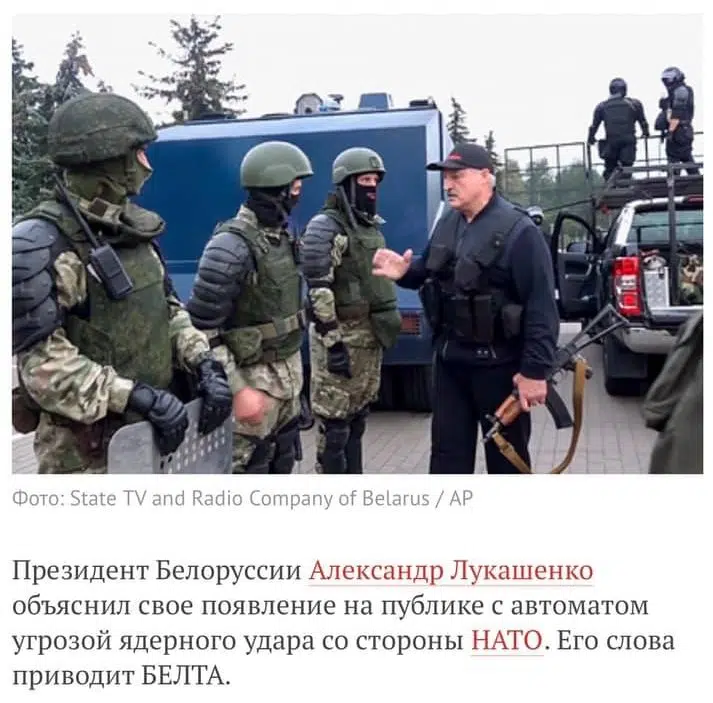 Фото: State TV and Radio Company of Belarus / AP
Президент Белоруссии Александр Лукашенко
объяснил свое появление на публике с автоматом
угрозой ядерного удара со стороны НАТО. Его слова
приводит БЕЛТА.